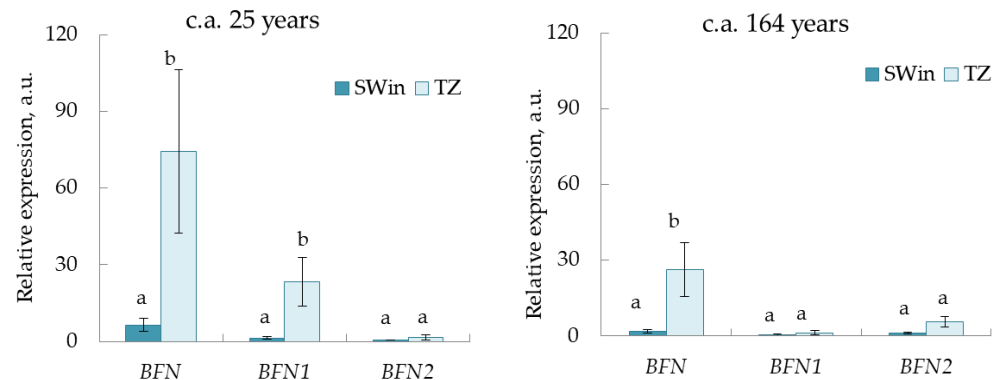 c.a. 25 years
Relative expression, a.u.
120
90
60
30
0
SWin TZ
a b a b a a
BFN BFN1 BFN2
c.a. 164 years
Relative expression, a.u.
120
90
60
30
0
SWin TZ
a b a a a a
BFN BFN1 BFN2